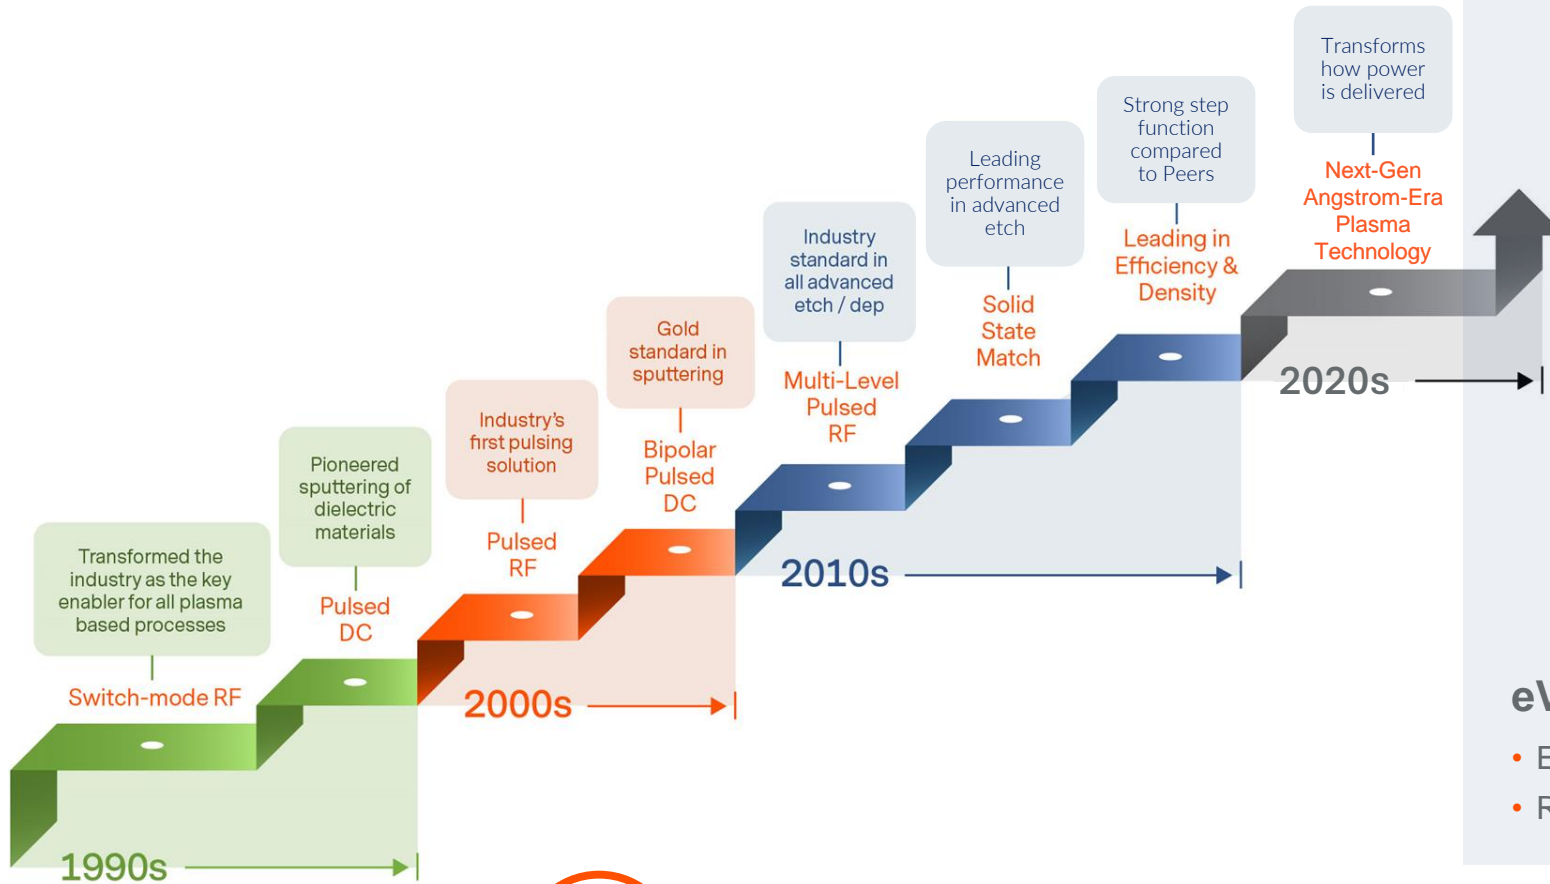 Transformed the
industry as the key
enabler for all plasma
based processes
Switch-mode RF
Pioneered
sputtering of
dielectric
materials
Pulsed
DC
1990s
Industry's
first pulsing
solution
Pulsed
RF
Gold
standard in
sputtering
Bipolar
Pulsed
DC
2000s
Industry
standard in
all advanced
etch / dep
Multi-Level
Pulsed
RF
Leading
performance
in advanced
etch
Solid
State
Match
Strong step
function
compared
to Peers
Leading in
Efficiency &
Density
2010s
Transforms
how power
is delivered
Next-Gen
Angstrom-Era
Plasma
Technology
2020s